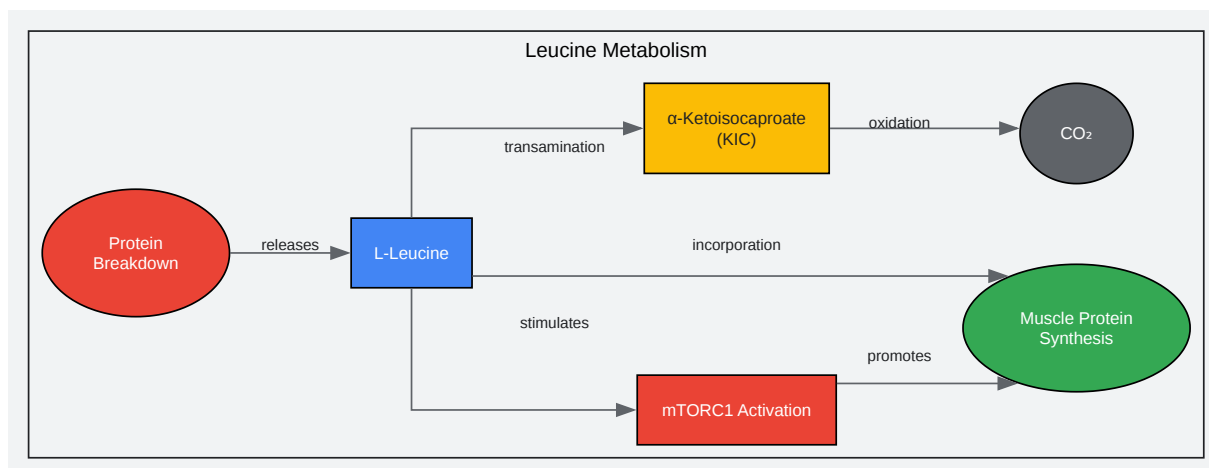 Leucine Metabolism
α-Ketoisocaproate
(KIC)
oxidation
CO₂
transamination
Protein
Breakdown
releases
L-Leucine
incorporation
Muscle Protein
Synthesis
stimulates
promotes
mTORC1 Activation